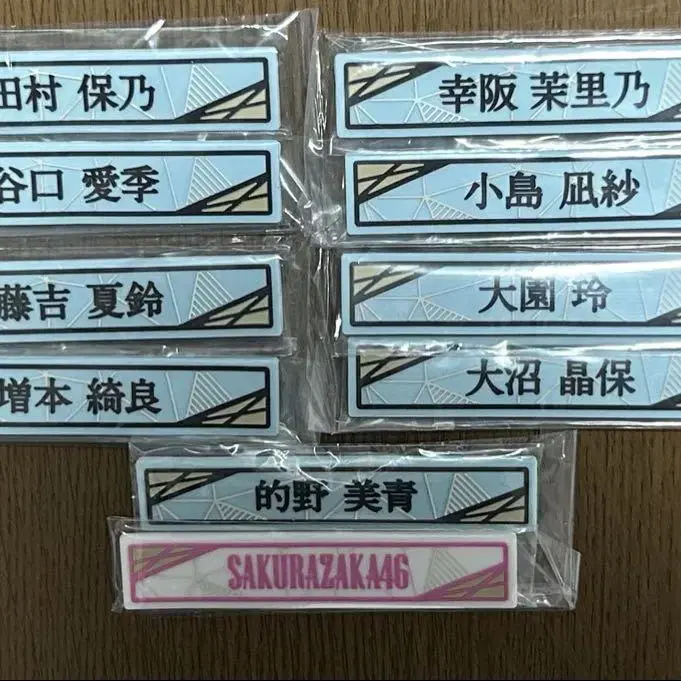 田村 保乃
谷口 愛季
藤吉 夏鈴
増本 綺良
幸阪 茉里乃
小島 凪紗
大園 玲
大沼 晶保
的野 美青
SAKURAZAKA46